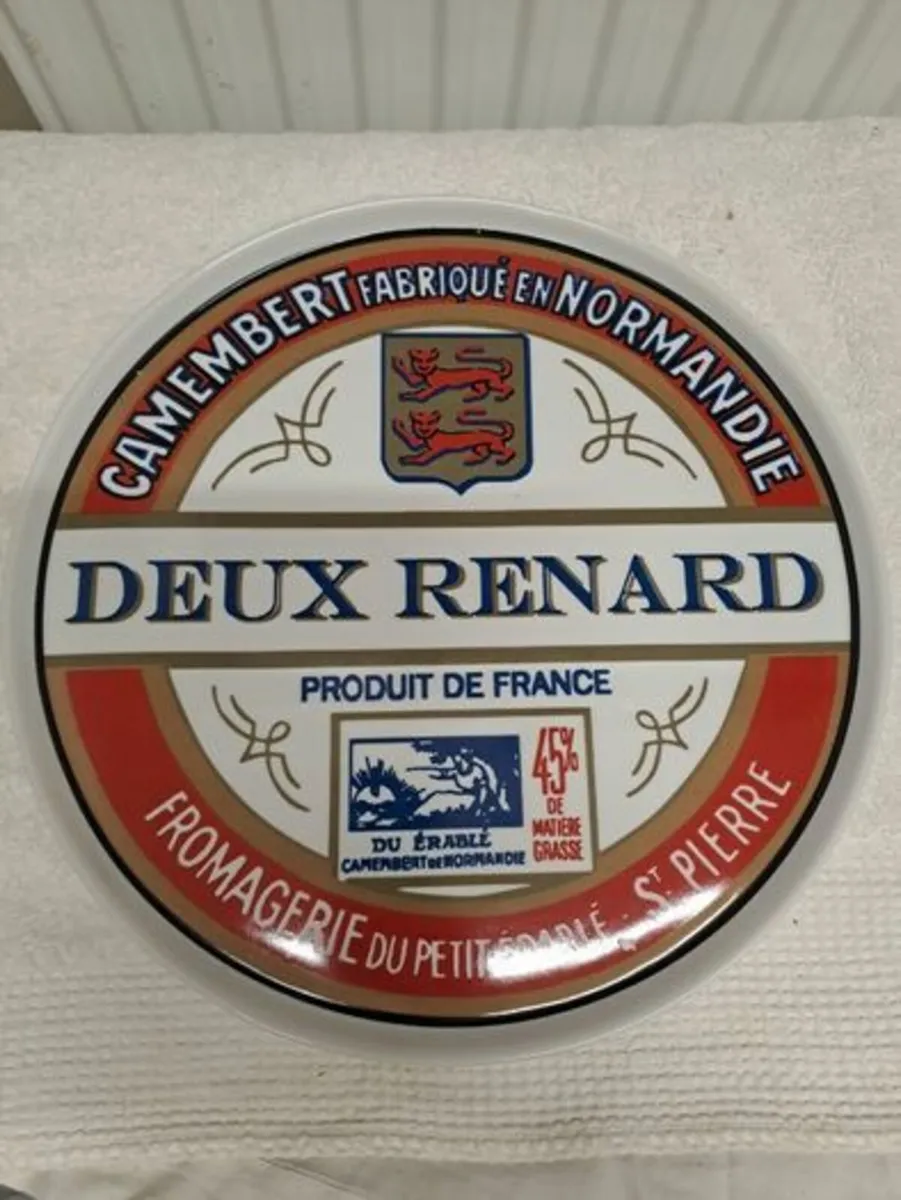 CAMEMBERT FABRIQUÉ EN NORMANDIE
DEUX RENARD
PRODUIT DE FRANCE
45%
DE
MATIÈRE
GRASSE
DU ÉRABLÉ
CAMEMBERT DE NORMANDIE
FROMAGERIE DU PETIT ÉRABLÉ - ST. PIERRE